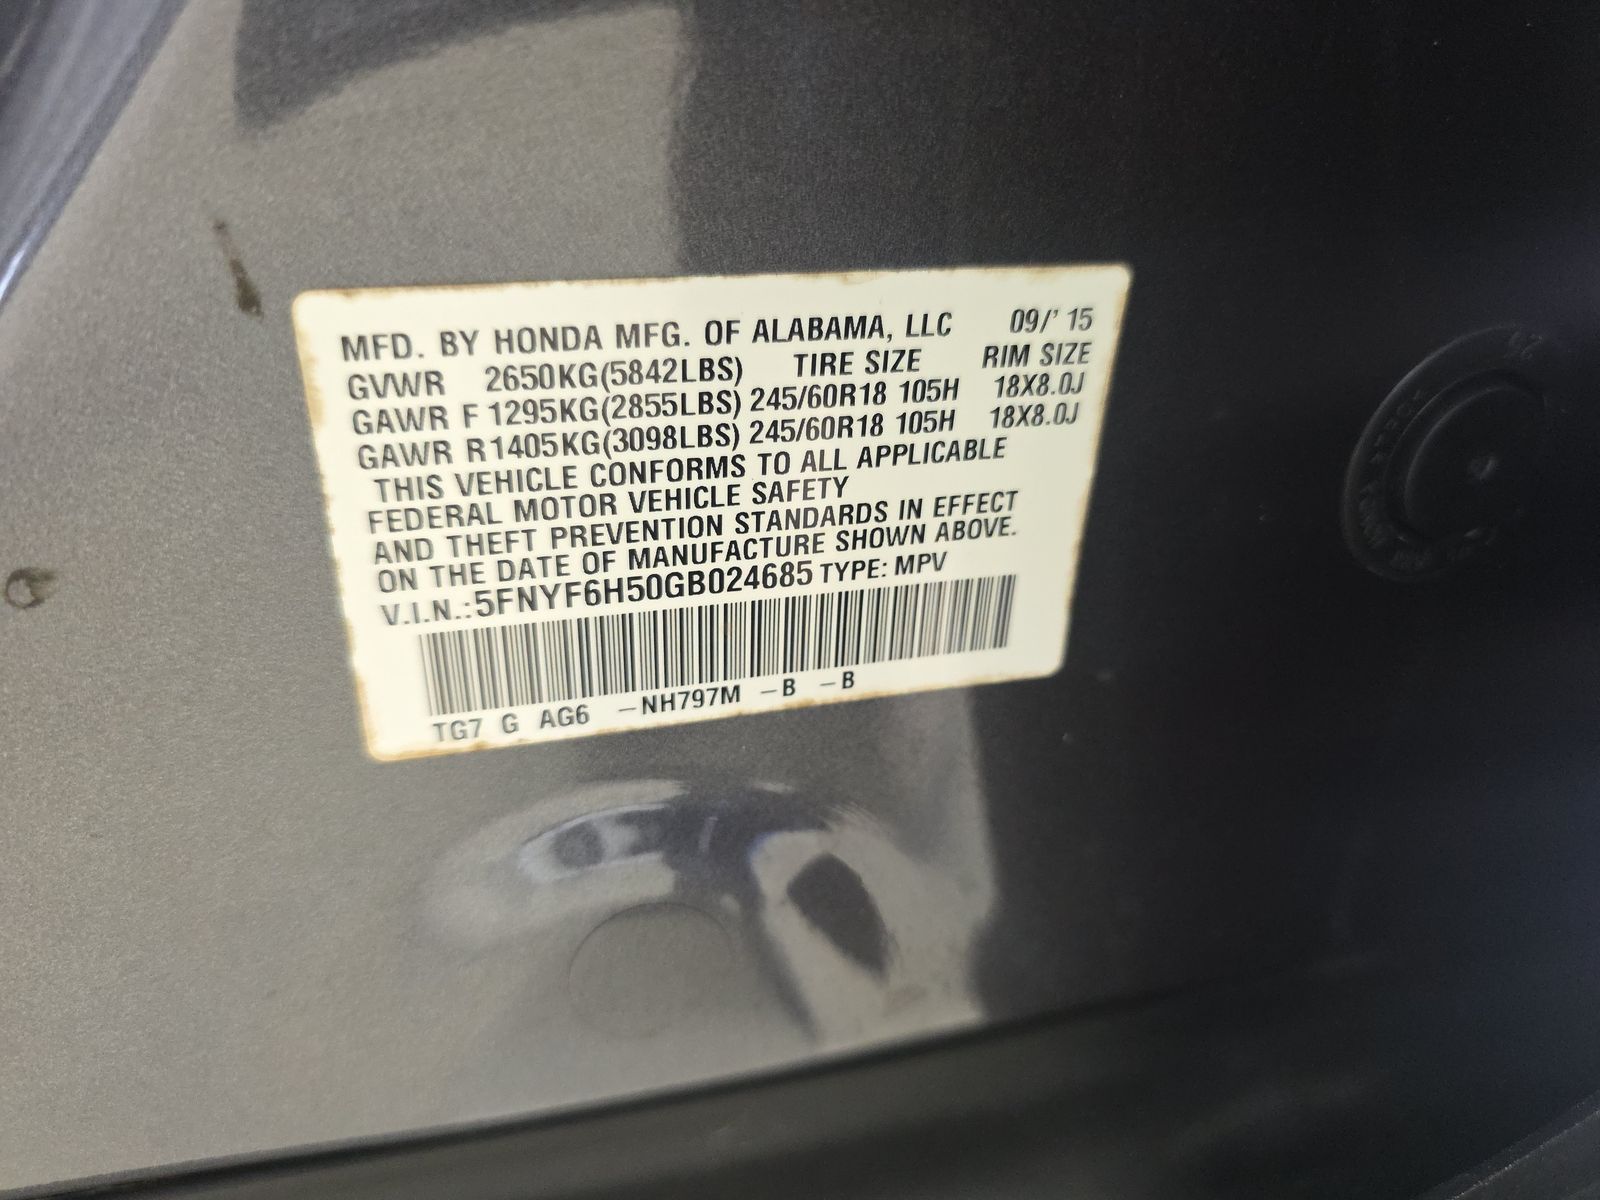 MFD. BY HONDA MFG. OF ALABAMA, LLC 09/' 15
GVWR 2650KG(5842LBS) TIRE SIZE RIM SIZE
GAWR F 1295KG(2855LBS) 245/60R18 105H 18X8.0J
GAWR R 1405KG(3098LBS) 245/60R18 105H 18X8.0J
THIS VEHICLE CONFORMS TO ALL APPLICABLE
FEDERAL MOTOR VEHICLE SAFETY
AND THEFT PREVENTION STANDARDS IN EFFECT
ON THE DATE OF MANUFACTURE SHOWN ABOVE.
V.I.N.: 5FNYF6H50GB024685 TYPE: MPV
TG7 G AG6 -NH797M -B -B